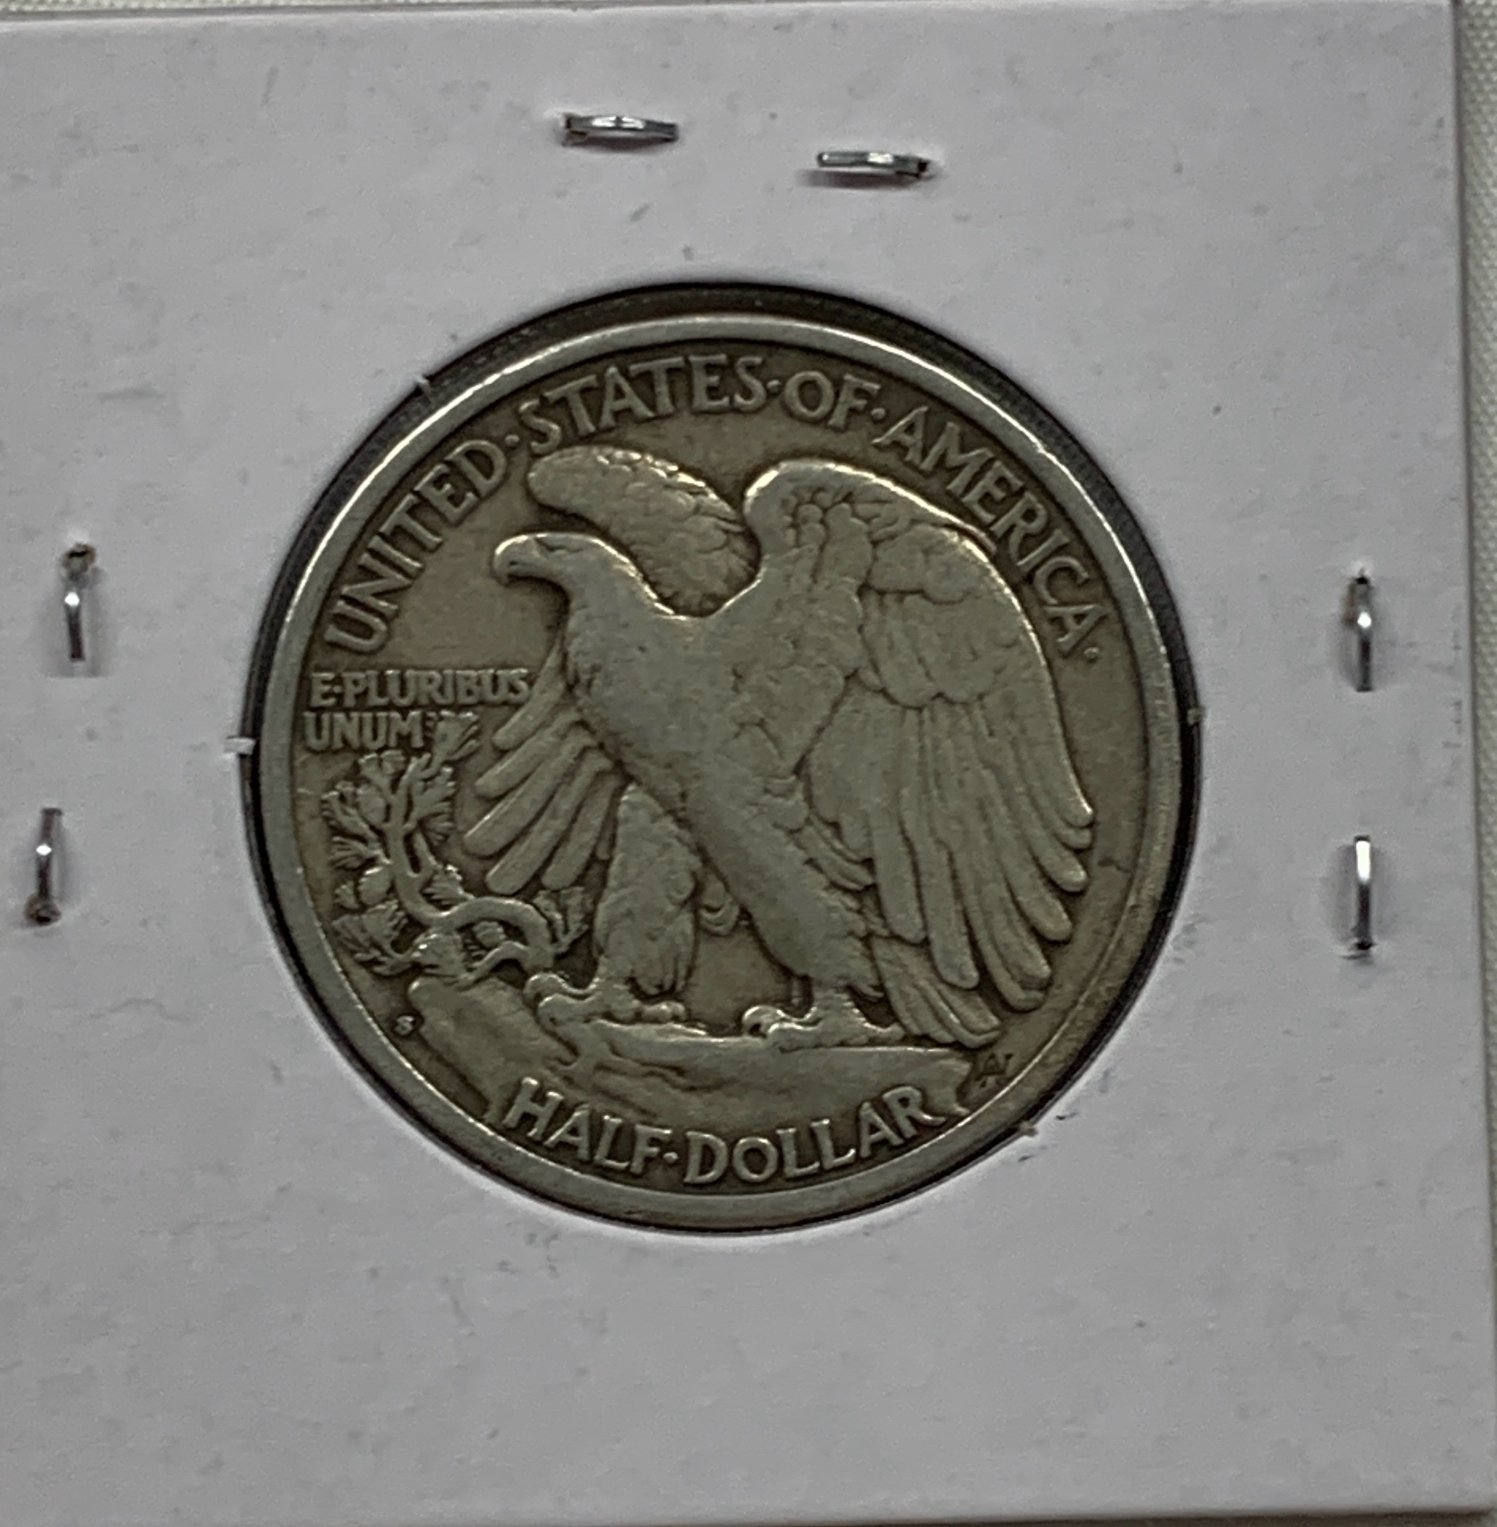 UNITED·STATES·OF·AMERICA·
E·PLURIBUS
UNUM
S
AW
HALF·DOLLAR